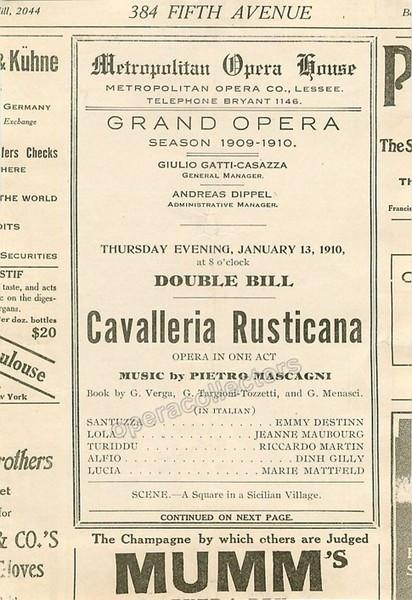 ill, 2044
384 FIFTH AVENUE
& Kühne
GERMANY
Exchange
lers Checks
HERE
THE WORLD
DITS
SECURITIES
STIF
taste, and acts
c on the diges-
rgans.
er doz. bottles
$20
ulouse
w York
rothers
et
for
& CO.'S
Gloves
Metropolitan Opera House
METROPOLITAN OPERA CO., LESSEE.
TELEPHONE BRYANT 1146.
GRAND OPERA
SEASON 1909-1910.
GIULIO GATTI-CASAZZA
GENERAL MANAGER.
ANDREAS DIPPEL
ADMINISTRATIVE MANAGER.
THURSDAY EVENING, JANUARY 13, 1910,
at 8 o'clock
DOUBLE BILL
Cavalleria Rusticana
OPERA IN ONE ACT
MUSIC by PIETRO MASCAGNI
Book by G. Verga, G. Targioni-Tozzetti, and G. Menasci.
(IN ITALIAN)
SANTUZZA . . . . . . . . . . EMMY DESTINN
LOLA . . . . . . . . . . JEANNE MAUBOURG
TURIDDU . . . . . . . . . . RICCARDO MARTIN
ALFIO . . . . . . . . . . DINH GILLY
LUCIA . . . . . . . . . . MARIE MATTFELD
SCENE.—A Square in a Sicilian Village.
CONTINUED ON NEXT PAGE.
The Champagne by which others are Judged
MUMM'S
operacollectors
The S
TH
Francis